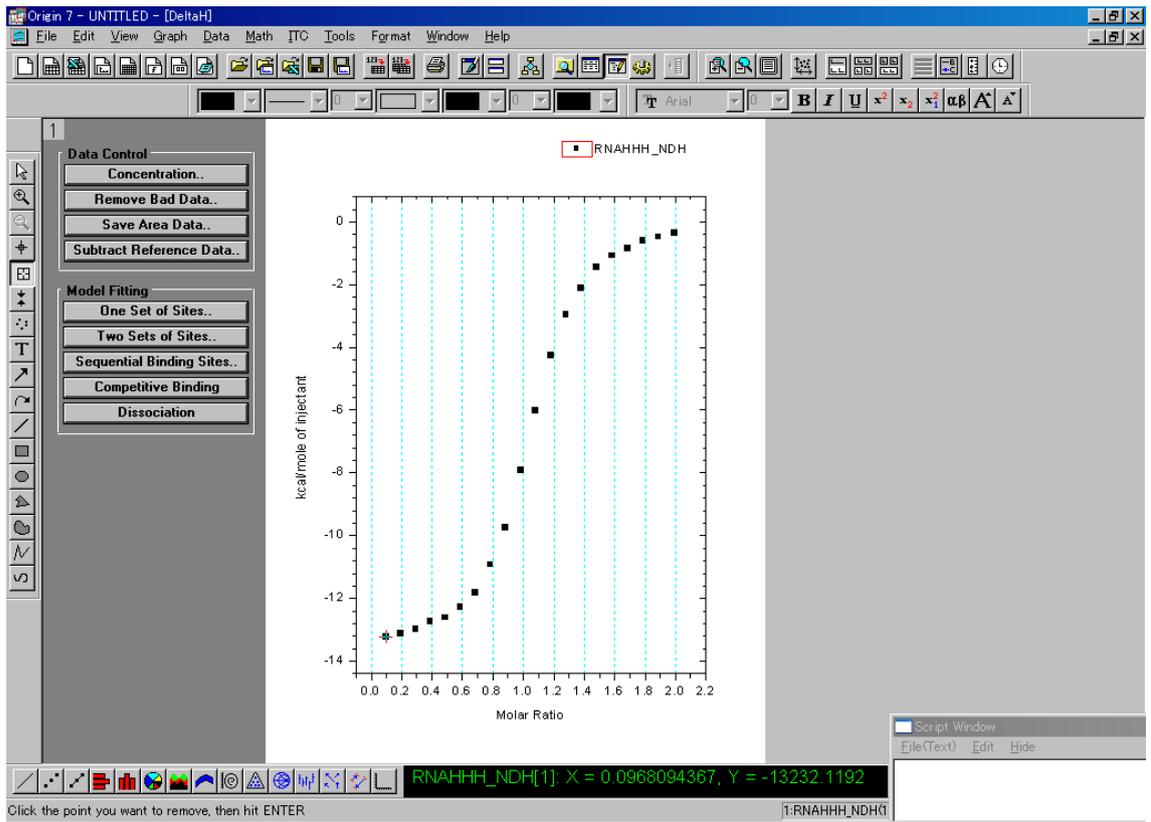 Origin 7 - UNTITLED - [DeltaH]
File Edit View Graph Data Math ITC Tools Format Window Help
0 0 Arial 0 B I U x² x₂ x²₁ αβ A A
1
Data Control
Concentration..
Remove Bad Data..
Save Area Data..
Subtract Reference Data..
Model Fitting
One Set of Sites..
Two Sets of Sites..
Sequential Binding Sites..
Competitive Binding
Dissociation
T
RNAHHH_NDH
0
-2
-4
-6
-8
-10
-12
-14
kcal/mole of injectant
0.0 0.2 0.4 0.6 0.8 1.0 1.2 1.4 1.6 1.8 2.0 2.2
Molar Ratio
Script Window
File(Text) Edit Hide
RNAHHH_NDH[1]: X = 0.0968094367, Y = -13232.1192
Click the point you want to remove, then hit ENTER
1:RNAHHH_NDH(1